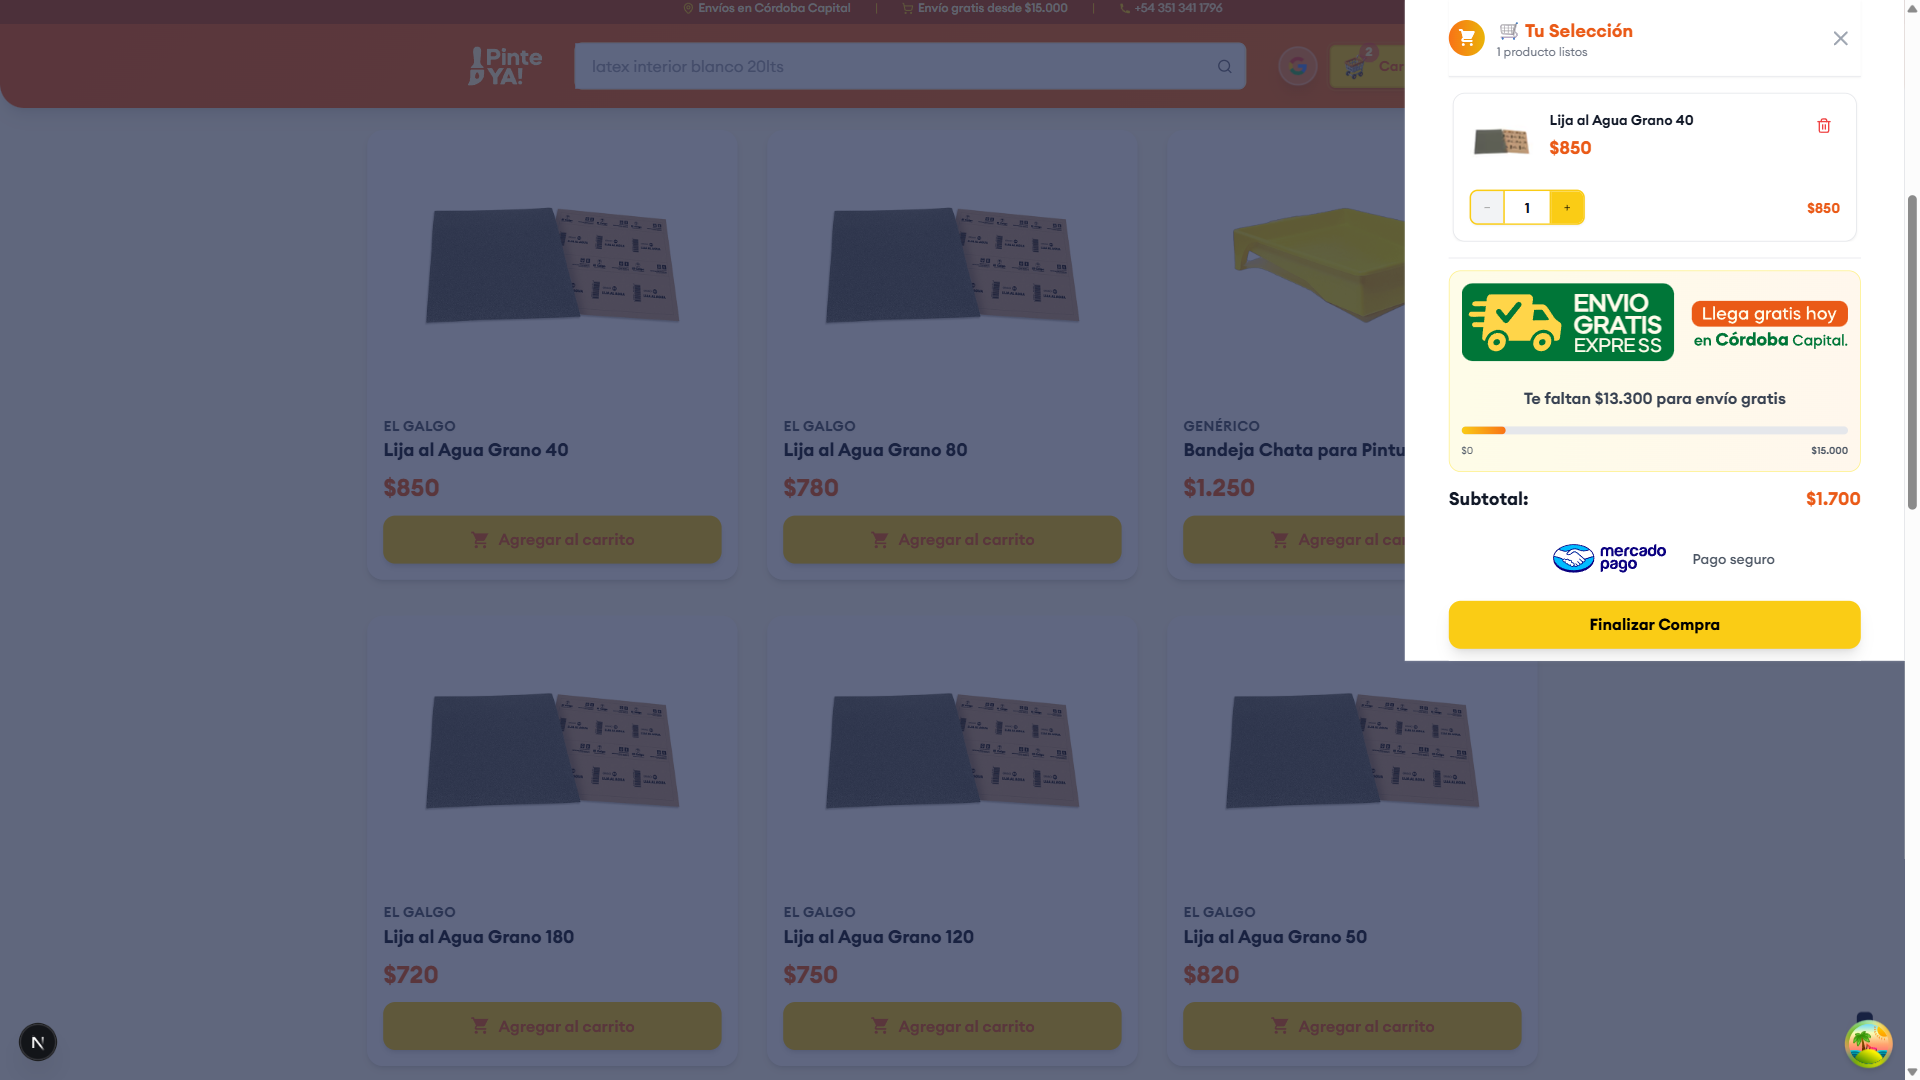 Envíos en Córdoba Capital
Envío gratis desde $15.000
+54 351 341 1796
Pinte YA!
latex interior blanco 20lts
2
Car
🛒 Tu Selección
1 producto listos
Lija al Agua Grano 40
$850
-
1
+
$850
ENVIO
GRATIS
EXPRESS
Llega gratis hoy
en Córdoba Capital.
Te faltan $13.300 para envío gratis
$0
$15.000
Subtotal:
$1.700
mercado
pago
Pago seguro
Finalizar Compra
EL GALGO
Lija al Agua Grano 40
$850
Agregar al carrito
EL GALGO
Lija al Agua Grano 80
$780
Agregar al carrito
GENÉRICO
Bandeja Chata para Pintu
$1.250
Agregar al car
EL GALGO
Lija al Agua Grano 180
$720
Agregar al carrito
EL GALGO
Lija al Agua Grano 120
$750
Agregar al carrito
EL GALGO
Lija al Agua Grano 50
$820
Agregar al carrito
N